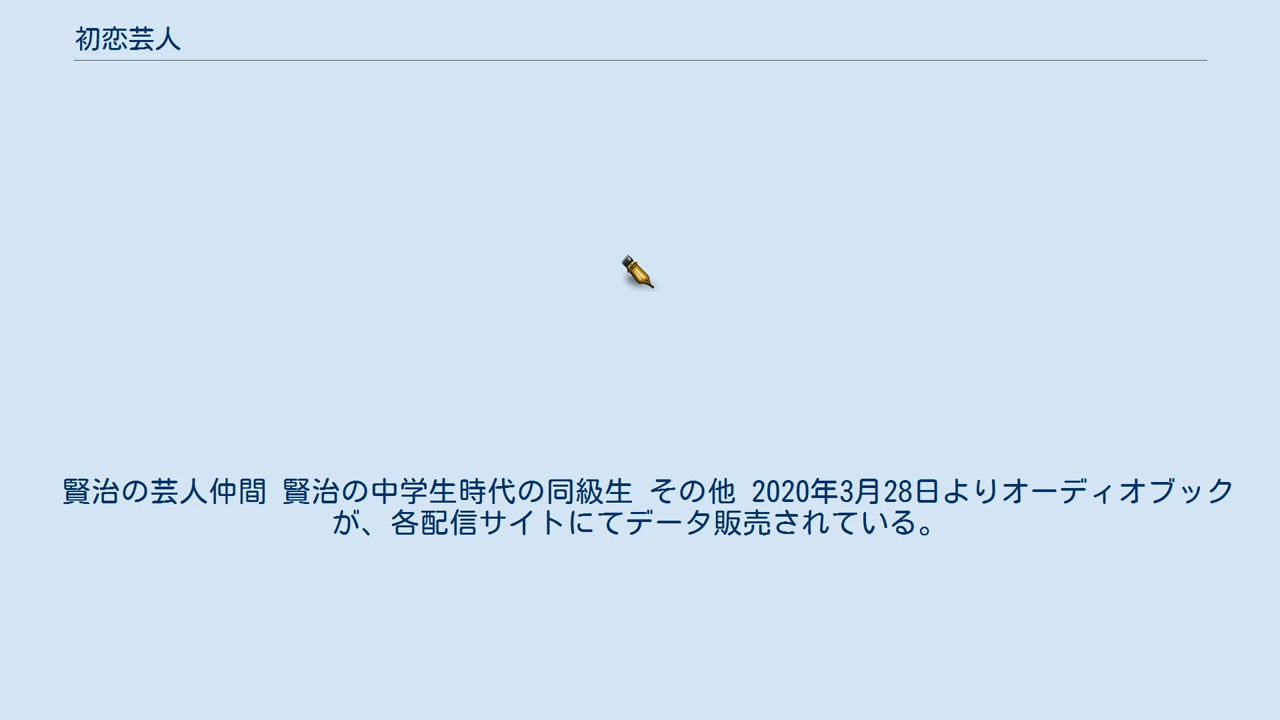 初恋芸人
賢治の芸人仲間 賢治の中学生時代の同級生 その他 2020年3月28日よりオーディオブック
が、各配信サイトにてデータ販売されている。